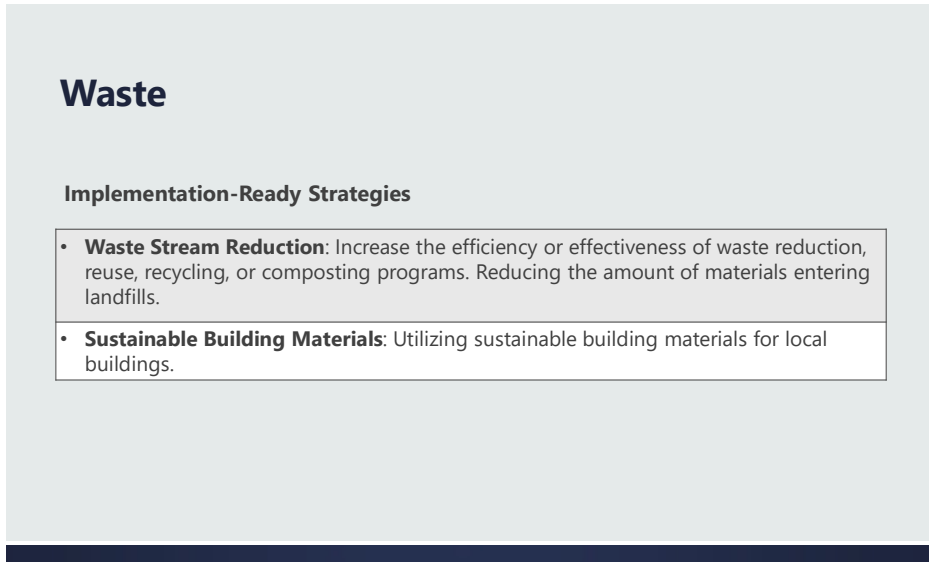 Waste
Implementation-Ready Strategies
• Waste Stream Reduction: Increase the efficiency or effectiveness of waste reduction,
reuse, recycling, or composting programs. Reducing the amount of materials entering
landfills.
• Sustainable Building Materials: Utilizing sustainable building materials for local
buildings.